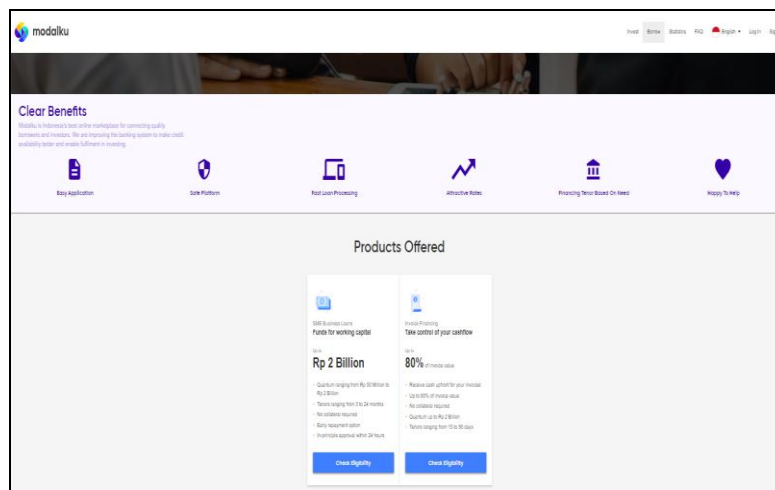 modalku
Invest Borrow Statistics FAQ English Log In
Clear Benefits
Modalku is Indonesia's best online marketplace for connecting quality
borrowers and investors. We are improving the banking system to make credit
availability better and enable fulfilment in investing.
Easy Application
Safe Platform
Fast Loan Processing
Attractive Rates
Financing Tenor Based On Need
Happy To Help
Products Offered
SME Business Loans
Funds for working capital
Up to
Rp 2 Billion
Quantum ranging from Rp 50 Million to
Rp 2 Billion
Tenors ranging from 3 to 24 months
No collateral required
Early repayment option
In-principle approval within 24 hours
Check Eligibility
Invoice Financing
Take control of your cashflow
Up to
80% of invoice value
Receive cash upfront for your invoices
Up to 80% of invoice value
No collateral required
Quantum up to Rp 2 Billion
Tenors ranging from 15 to days
Check Eligibility